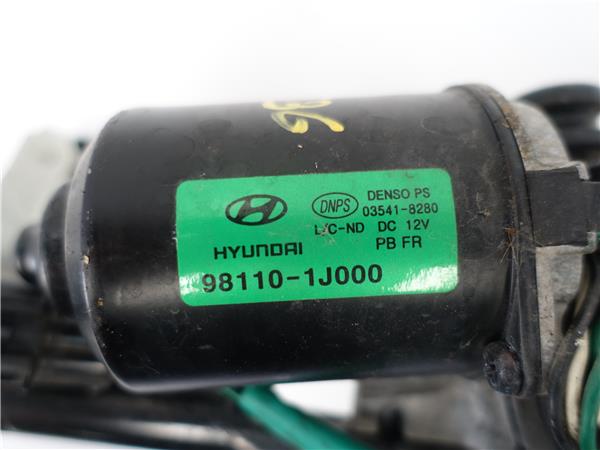 HYUNDAI
98110-1J000
DNPS
DENSO PS
03541-8280
L/C-ND DC 12V
PB FR